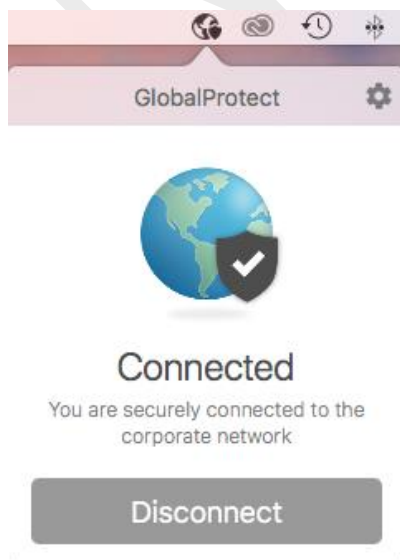 GlobalProtect
Connected
You are securely connected to the
corporate network
Disconnect